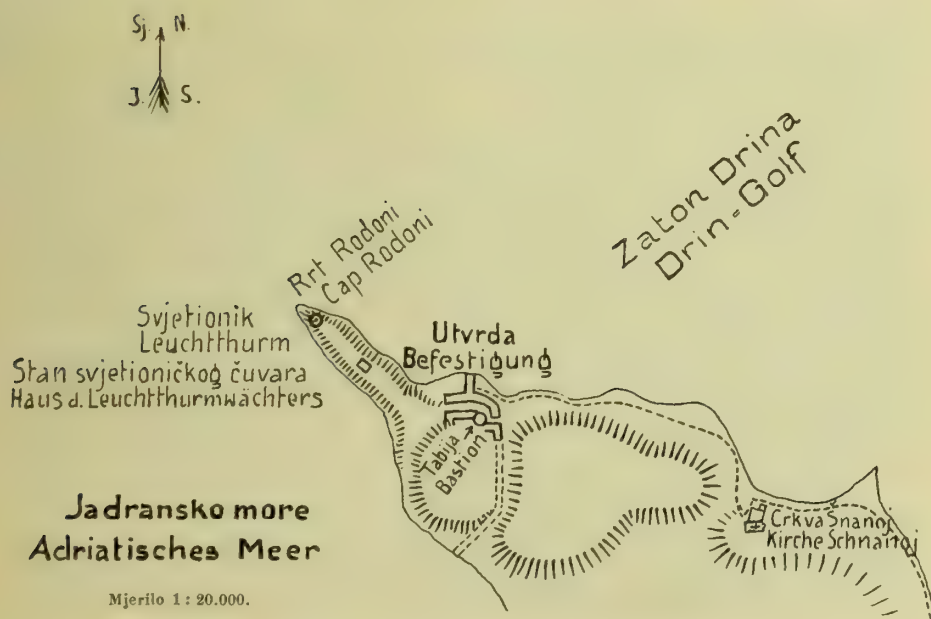 Sj. N.
J. S.
Zaton Drina
Drin=Golf
Rrt Rodoni
Cap Rodoni
Svjetionik
Leuchtthurm
Stan svjetioničkog čuvara
Haus d. Leuchtthurmwächters
Utvrda
Befestigung
Tabija
Bastion
Crkva Snanoj
Kirche Schnanoj
Jadransko more
Adriatisches Meer
Mjerilo 1 : 20.000.